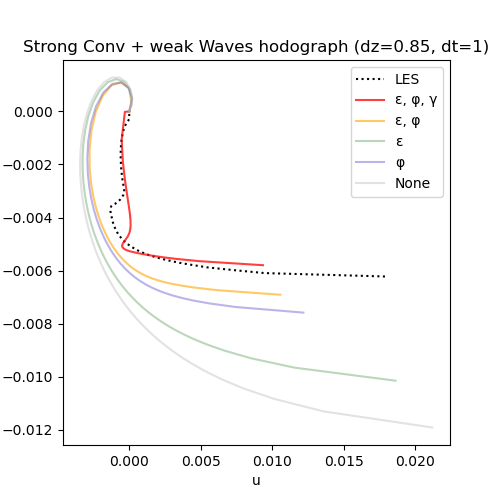 Strong Conv + weak Waves hodograph (dz=0.85, dt=1)
LES
ε, φ, γ
ε, φ
ε
φ
None
0.000
−0.002
−0.004
−0.006
−0.008
−0.010
−0.012
0.000 0.005 0.010 0.015 0.020
u